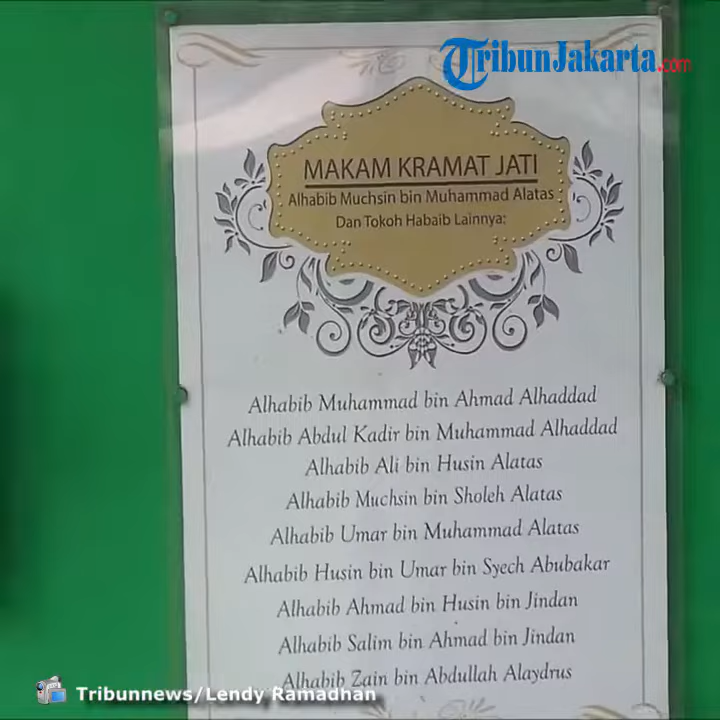 TribunJakarta.com
MAKAM KRAMAT JATI
Alhabib Muchsin bin Muhammad Alatas
Dan Tokoh Habaib Lainnya:
Alhabib Muhammad bin Ahmad Alhaddad
Alhabib Abdul Kadir bin Muhammad Alhaddad
Alhabib Ali bin Husin Alatas
Alhabib Muchsin bin Sholeh Alatas
Alhabib Umar bin Muhammad Alatas
Alhabib Husin bin Umar bin Syech Abubakar
Alhabib Ahmad bin Husin bin Jindan
Alhabib Salim bin Ahmad bin Jindan
Alhabib Zain bin Abdullah Alaydrus
Tribunnews/Lendy Ramadhan